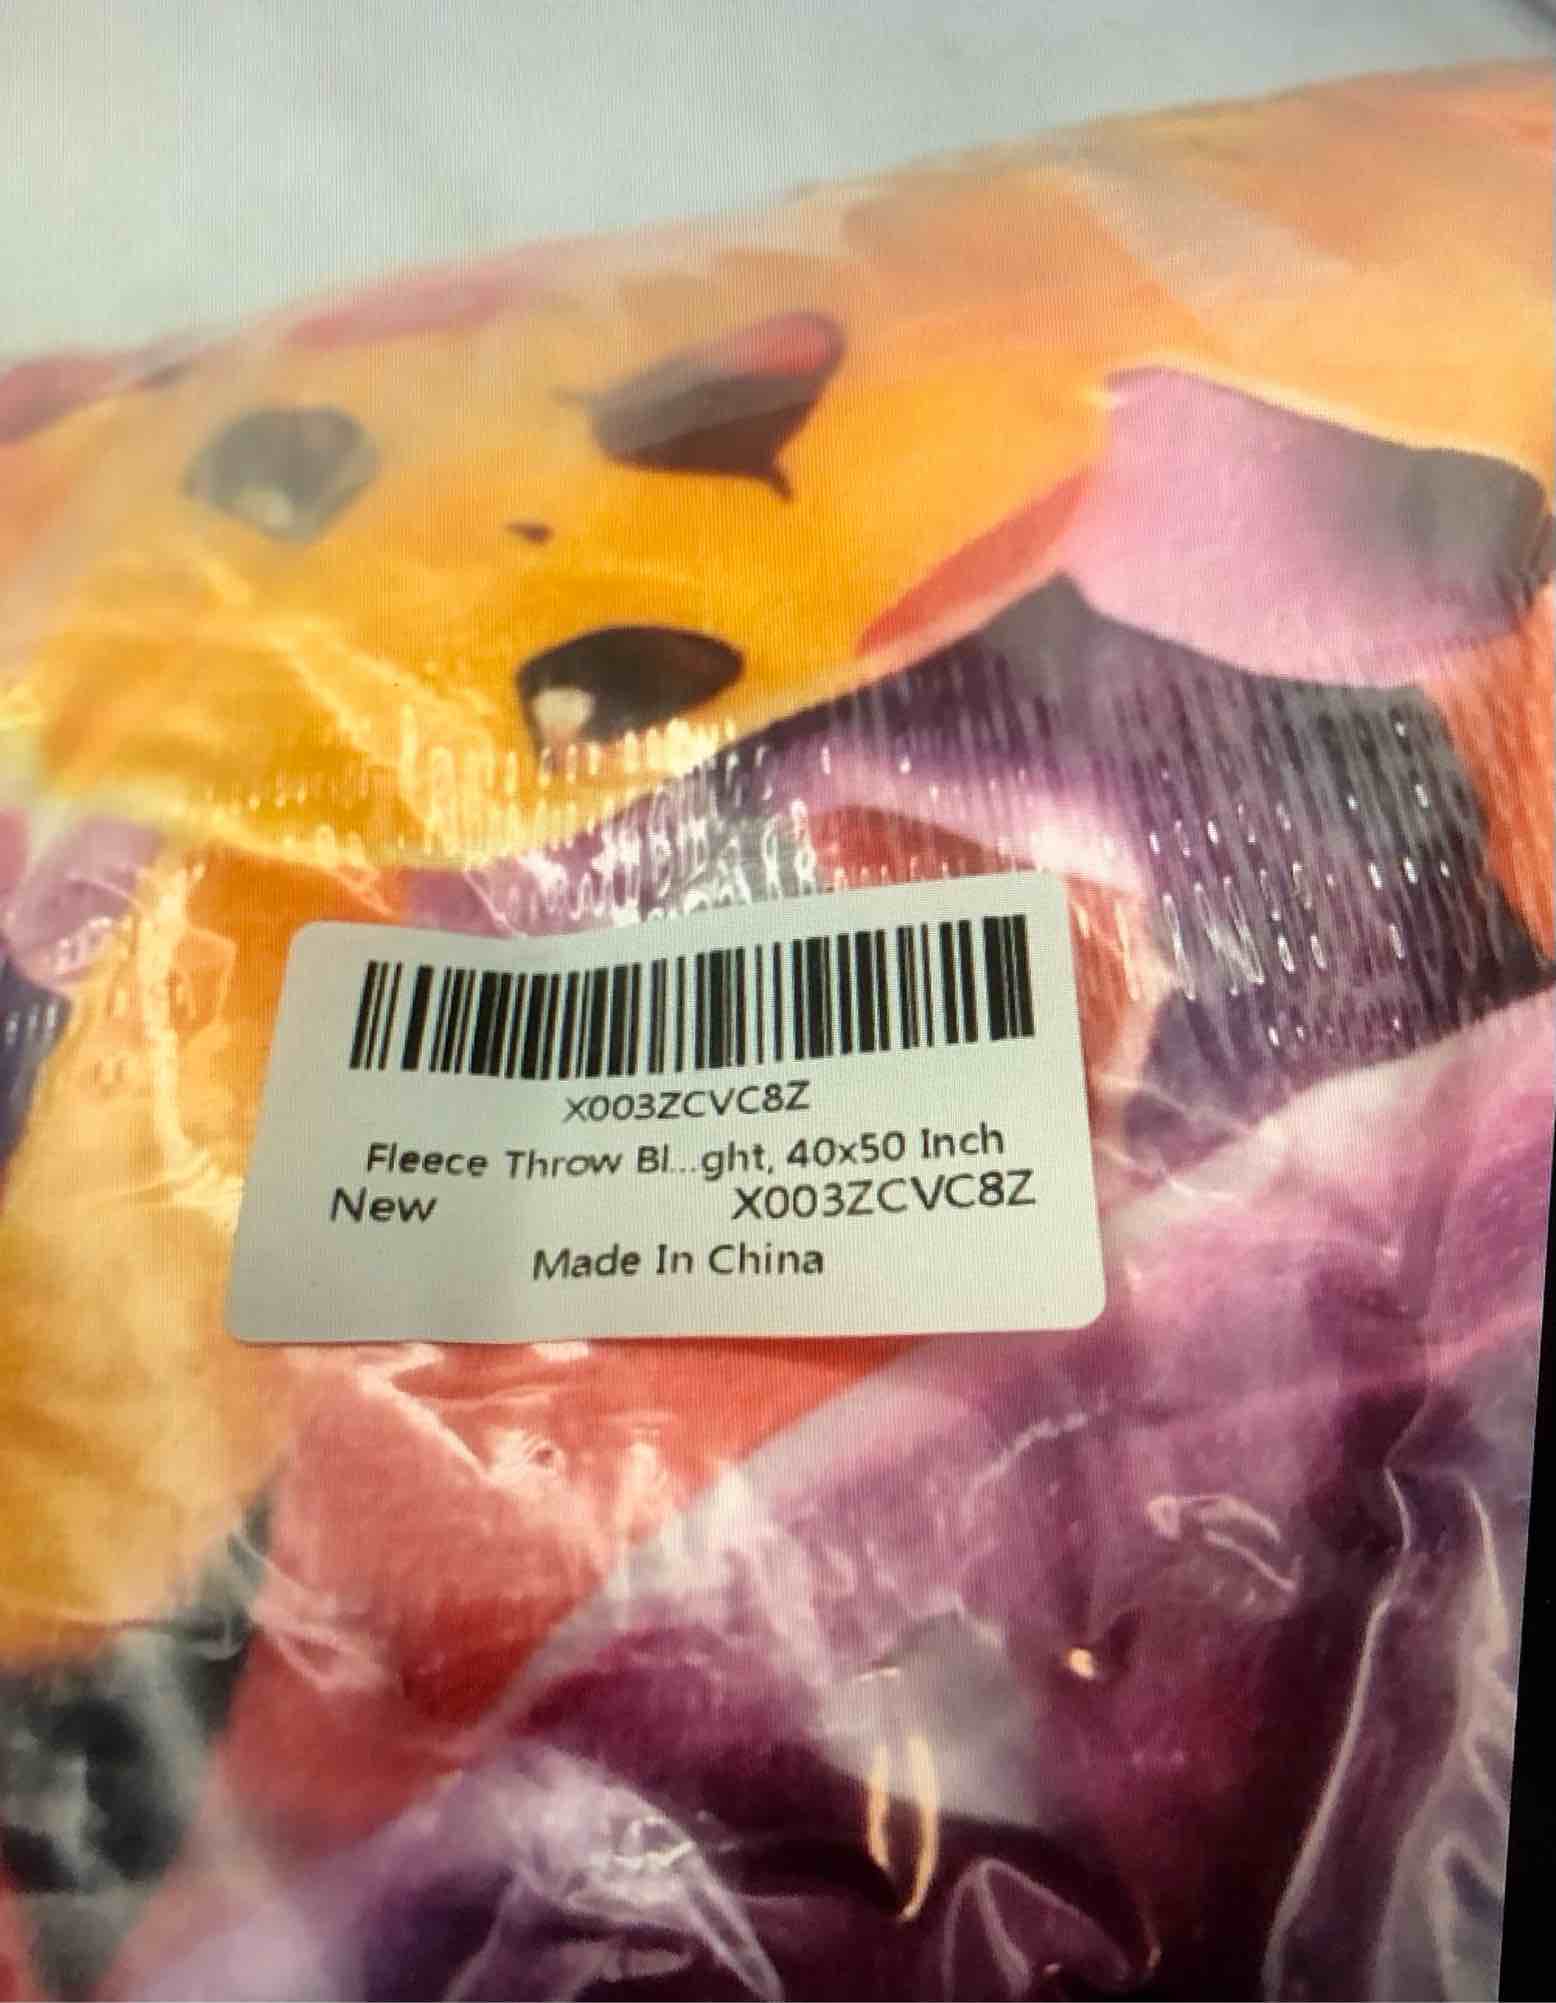 X003ZCVC8Z
Fleece Throw Bl...ght, 40x50 Inch
New X003ZCVC8Z
Made In China